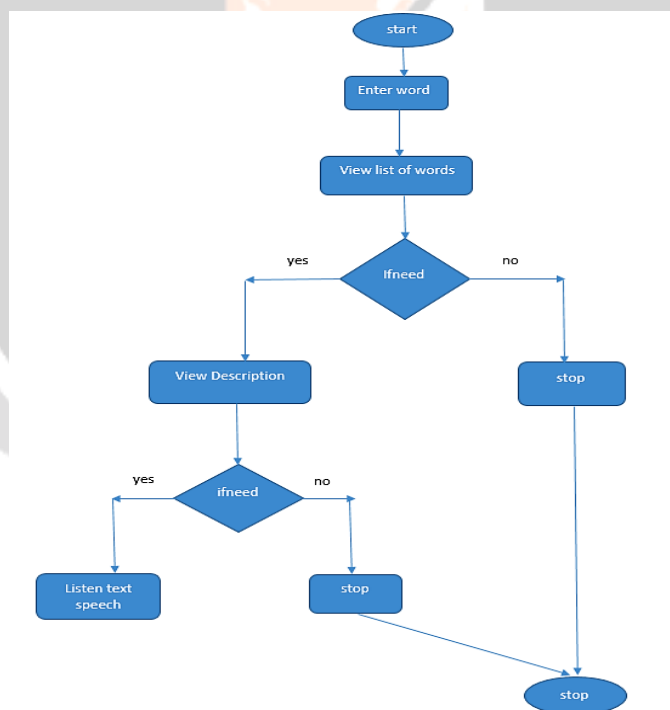 start
Enter word
View list of words
yes
no
Ifneed
View Description
stop
yes
no
ifneed
Listen text
speech
stop
stop